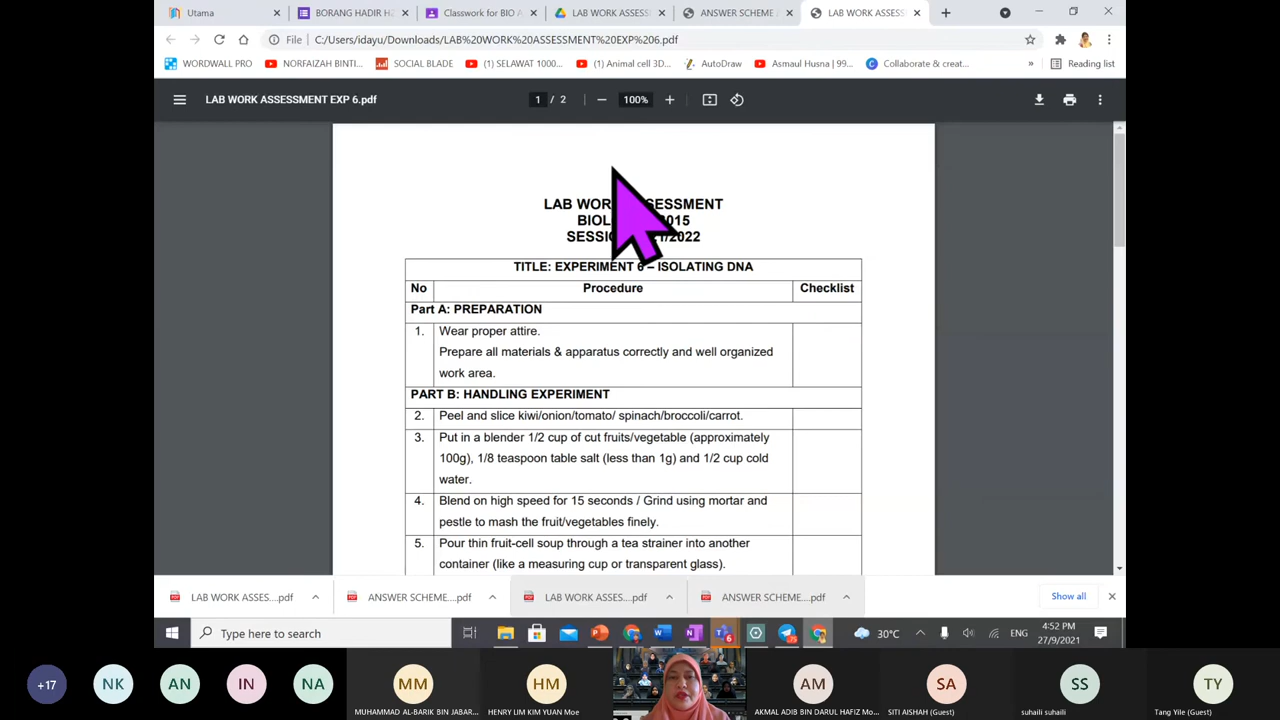 Utama
BORANG HADIR H
Classwork for BIO A
LAB WORK ASSESS
ANSWER SCHEME
LAB WORK ASSESS
File
C:/Users/idayu/Downloads/LAB%20WORK%20ASSESSMENT%20EXP%206.pdf
WORDWALL PRO
NORFAIZAH BINTI...
SOCIAL BLADE
(1) SELAWAT 1000...
(1) Animal cell 3D...
AutoDraw
Asmaul Husna | 99...
Collaborate & creat...
»
Reading list
LAB WORK ASSESSMENT EXP 6.pdf
1 / 2
100%
LAB WOR SESSMENT
BIOL 015
SESSI /2022
TITLE: EXPERIMENT 6 – ISOLATING DNA
No Procedure Checklist
Part A: PREPARATION
1. Wear proper attire.
Prepare all materials & apparatus correctly and well organized
work area.
PART B: HANDLING EXPERIMENT
2. Peel and slice kiwi/onion/tomato/ spinach/broccoli/carrot.
3. Put in a blender 1/2 cup of cut fruits/vegetable (approximately
100g), 1/8 teaspoon table salt (less than 1g) and 1/2 cup cold
water.
4. Blend on high speed for 15 seconds / Grind using mortar and
pestle to mash the fruit/vegetables finely.
5. Pour thin fruit-cell soup through a tea strainer into another
container (like a measuring cup or transparent glass).
LAB WORK ASSES....pdf
ANSWER SCHEME....pdf
LAB WORK ASSES....pdf
ANSWER SCHEME....pdf
Show all
Type here to search
6
30°C
ENG
4:52 PM
27/9/2021
+17
NK
AN
IN
NA
MM
HM
AM
SA
SS
TY
MUHAMMAD AL-BARIK BIN JABAR...
HENRY LIM KIM YUAN Moe
AKMAL ADIB BIN DARUL HAFIZ Mo...
SITI AISHAH (Guest)
suhaili suhaili
Tang Yile (Guest)